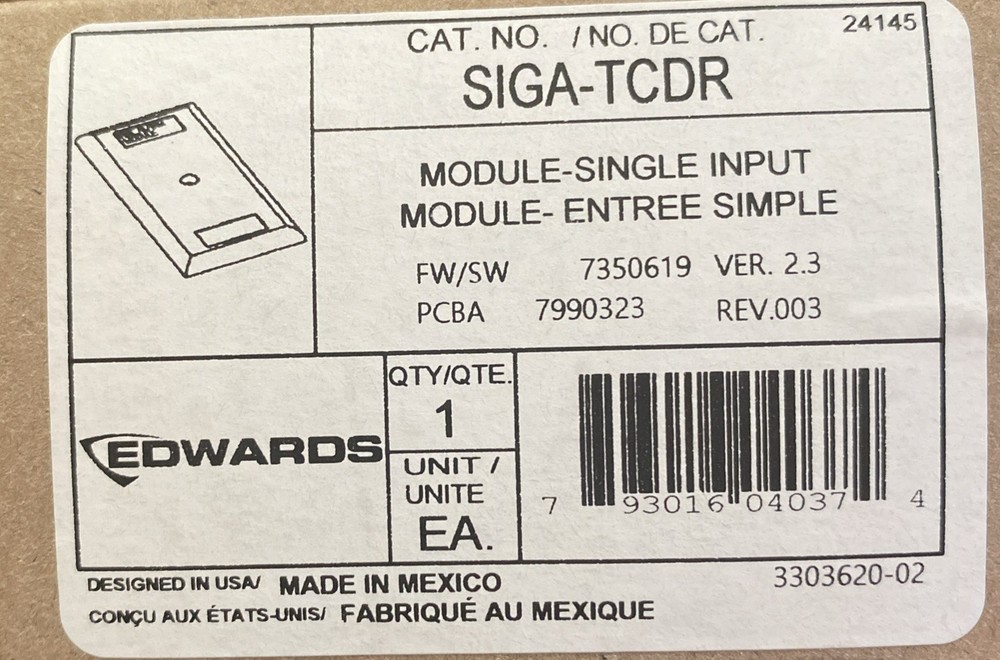 CAT. NO. / NO. DE CAT. 24145
SIGA-TCDR
MODULE-SINGLE INPUT
MODULE- ENTREE SIMPLE
FW/SW 7350619 VER. 2.3
PCBA 7990323 REV.003
EDWARDS
QTY/QTE.
1
UNIT /
UNITE
EA.
7 93016 04037 4
DESIGNED IN USA/ MADE IN MEXICO
3303620-02
CONÇU AUX ÉTATS-UNIS/ FABRIQUÉ AU MEXIQUE